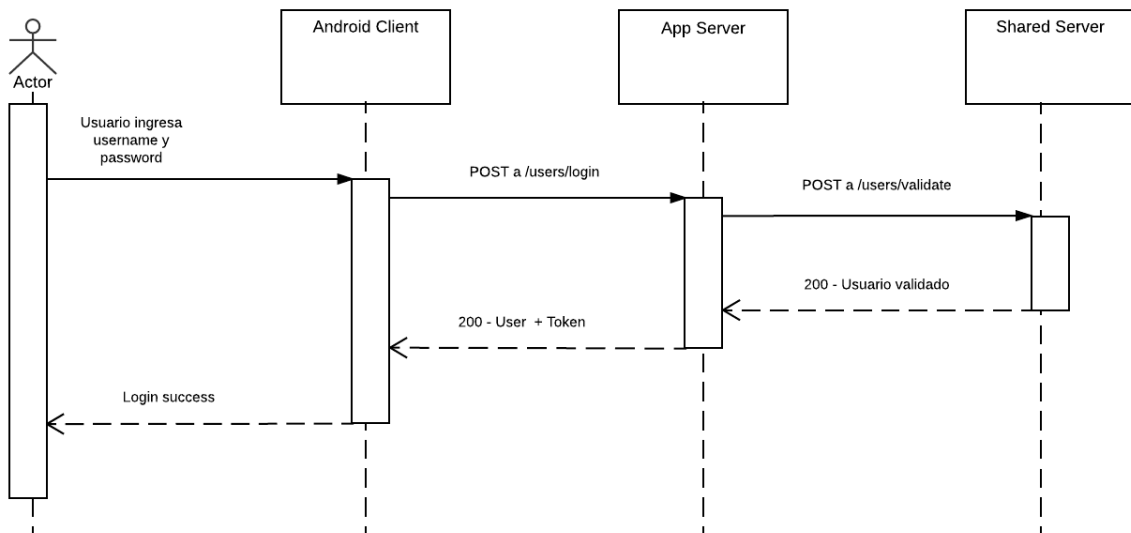 Android Client
App Server
Shared Server
Actor
Usuario ingresa
username y
password
POST a /users/login
POST a /users/validate
200 - Usuario validado
200 - User + Token
Login success